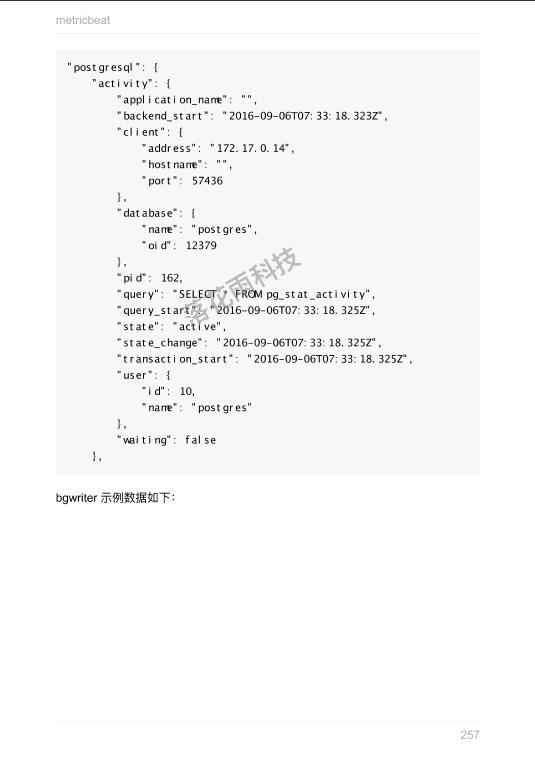 metricbeat
"postgresql": {
"activity": {
"application_name": "",
"backend_start": "2016-09-06T07:33:18.323Z",
"client": {
"address": "172.17.0.14",
"hostname": "",
"port": 57436
},
"database": {
"name": "postgres",
"oid": 12379
},
"pid": 162,
"query": "SELECT * FROM pg_stat_activity",
"query_start": "2016-09-06T07:33:18.325Z",
"state": "active",
"state_change": "2016-09-06T07:33:18.325Z",
"transaction_start": "2016-09-06T07:33:18.325Z",
"user": {
"id": 10,
"name": "postgres"
},
"waiting": false
},
落花雨科技
bgwriter 示例数据如下：
257